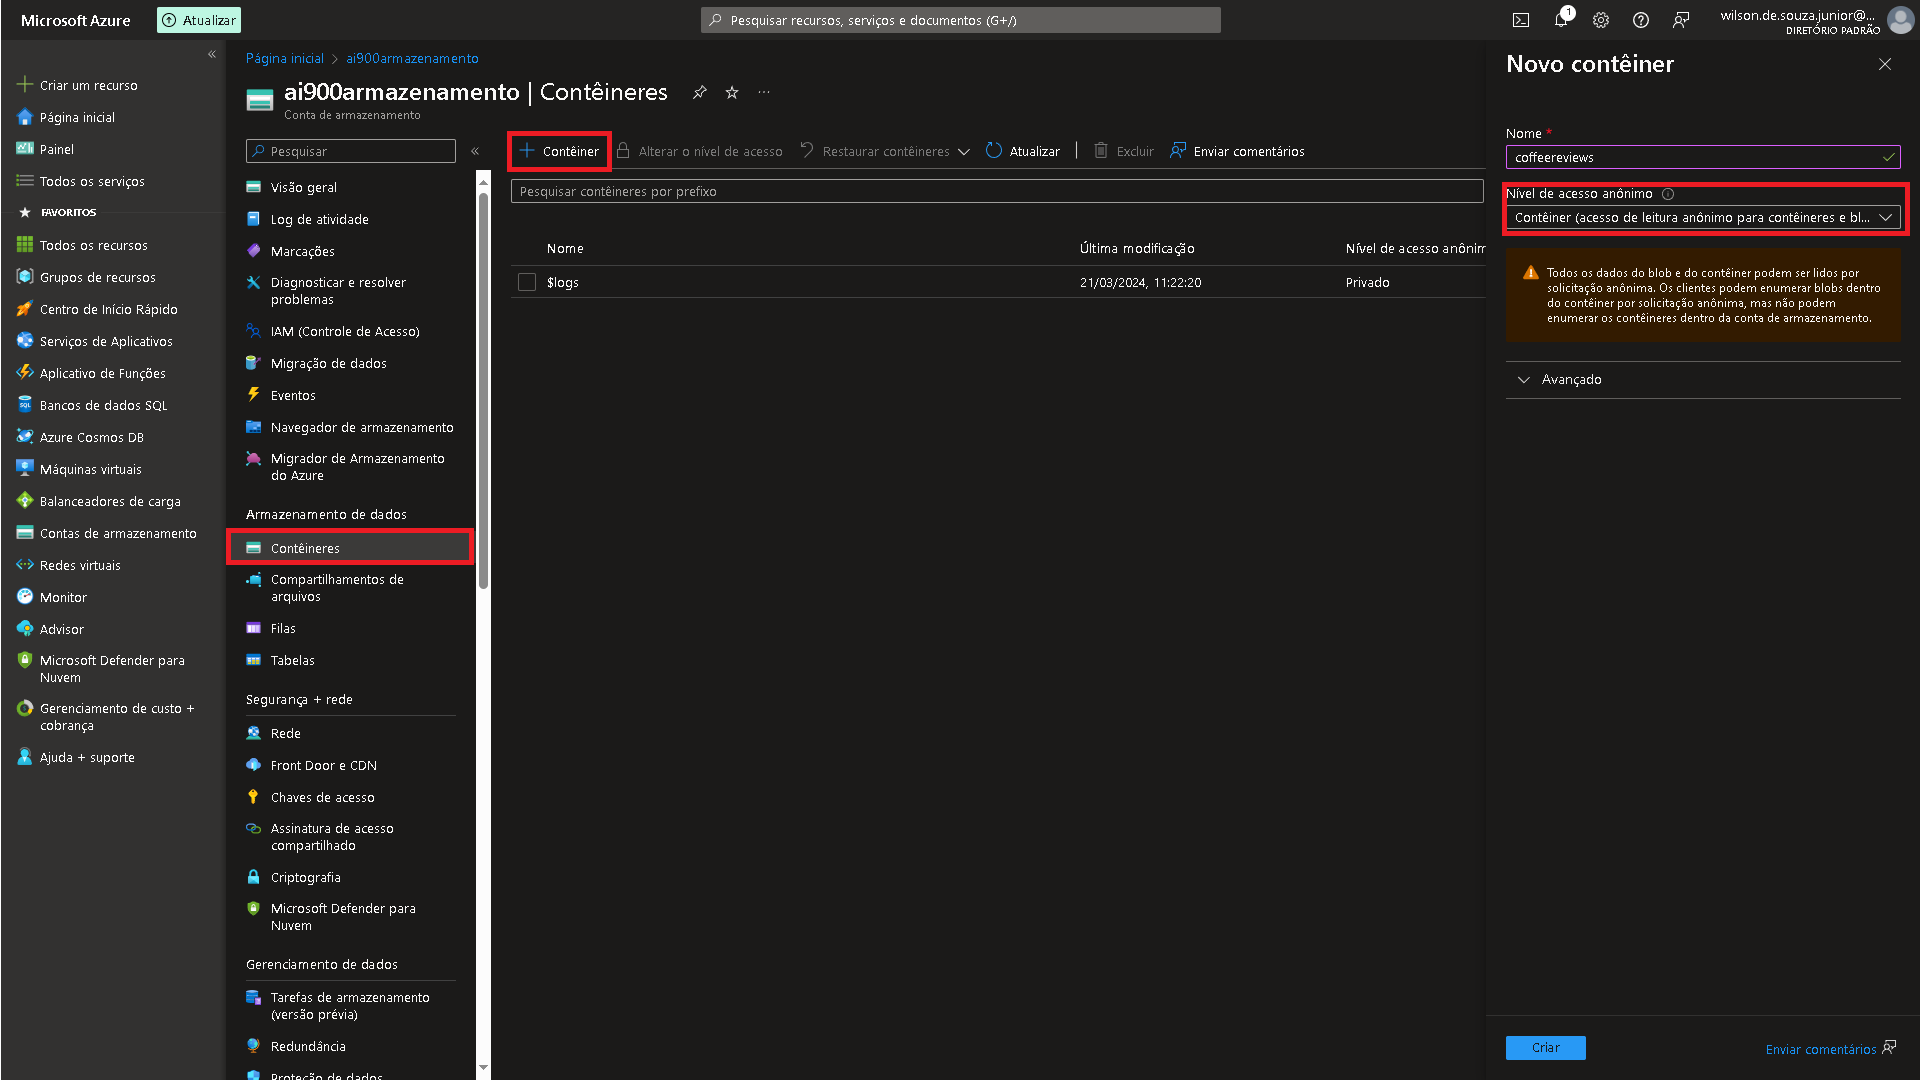 Microsoft Azure
Atualizar
Pesquisar recursos, serviços e documentos (G+/)
1
wilson.de.souza.junior@...
DIRETÓRIO PADRÃO
Criar um recurso
Página inicial
Painel
Todos os serviços
FAVORITOS
Todos os recursos
Grupos de recursos
Centro de Início Rápido
Serviços de Aplicativos
Aplicativo de Funções
Bancos de dados SQL
Azure Cosmos DB
Máquinas virtuais
Balanceadores de carga
Contas de armazenamento
Redes virtuais
Monitor
Advisor
Microsoft Defender para
Nuvem
Gerenciamento de custo +
cobrança
Ajuda + suporte
Página inicial > ai900armazenamento
ai900armazenamento | Contêineres
Conta de armazenamento
Pesquisar
Visão geral
Log de atividade
Marcações
Diagnosticar e resolver
problemas
IAM (Controle de Acesso)
Migração de dados
Eventos
Navegador de armazenamento
Migrador de Armazenamento
do Azure
Armazenamento de dados
Contêineres
Compartilhamentos de
arquivos
Filas
Tabelas
Segurança + rede
Rede
Front Door e CDN
Chaves de acesso
Assinatura de acesso
compartilhado
Criptografia
Microsoft Defender para
Nuvem
Gerenciamento de dados
Tarefas de armazenamento
(versão prévia)
Redundância
Proteção de dados
Contêiner
Alterar o nível de acesso
Restaurar contêineres
Atualizar
Excluir
Enviar comentários
Pesquisar contêineres por prefixo
Nome
Última modificação
Nível de acesso anônim
$logs
21/03/2024, 11:22:20
Privado
Novo contêiner
Nome *
coffeereviews
Nível de acesso anônimo
Contêiner (acesso de leitura anônimo para contêineres e bl...
Todos os dados do blob e do contêiner podem ser lidos por
solicitação anônima. Os clientes podem enumerar blobs dentro
do contêiner por solicitação anônima, mas não podem
enumerar os contêineres dentro da conta de armazenamento.
Avançado
Criar
Enviar comentários